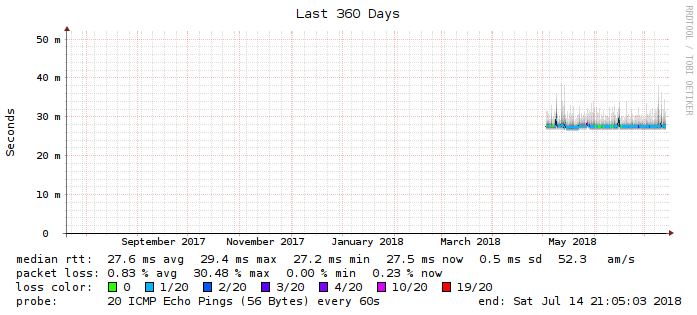 Last 360 Days
RRDTOOL / TOBI OETIKER
Seconds
50 m
40 m
30 m
20 m
10 m
0
September 2017 November 2017 January 2018 March 2018 May 2018
median rtt: 27.6 ms avg 29.4 ms max 27.2 ms min 27.5 ms now 0.5 ms sd 52.3 am/s
packet loss: 0.83 % avg 30.48 % max 0.00 % min 0.23 % now
loss color: 0 1/20 2/20 3/20 4/20 10/20 19/20
probe: 20 ICMP Echo Pings (56 Bytes) every 60s end: Sat Jul 14 21:05:03 2018